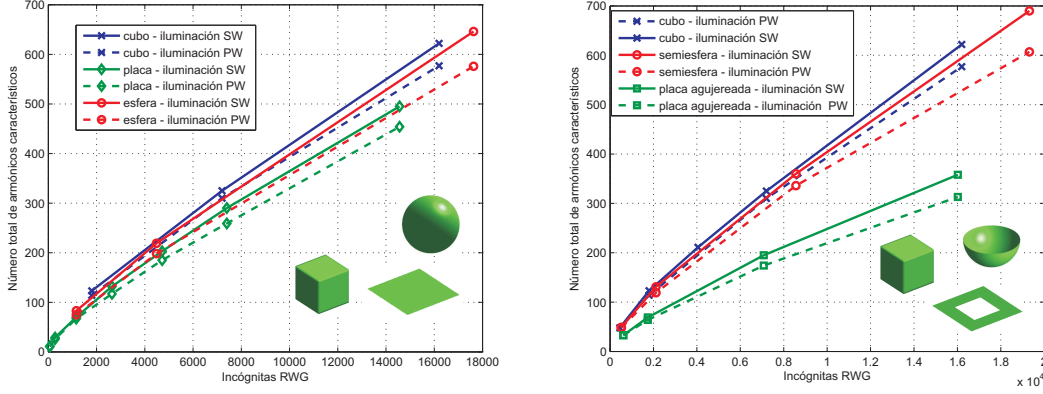 700
600
500
400
300
200
100
0
Número total de armónicos característicos
cubo - iluminación SW
cubo - iluminación PW
placa - iluminación SW
placa - iluminación PW
esfera - iluminación SW
esfera - iluminación PW
0 2000 4000 6000 8000 10000 12000 14000 16000 18000
Incógnitas RWG
700
600
500
400
300
200
100
0
Número total de armónicos característicos
cubo - iluminación PW
cubo - iluminación SW
semiesfera - iluminación SW
semiesfera - iluminación PW
placa agujereada - iluminación SW
placa agujereada - iluminación PW
0 0.2 0.4 0.6 0.8 1.0 1.2 1.4 1.6 1.8 2
Incógnitas RWG